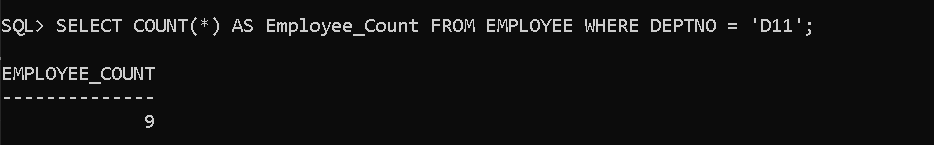 SQL> SELECT COUNT(*) AS Employee_Count FROM EMPLOYEE WHERE DEPTNO = 'D11';
EMPLOYEE_COUNT
--------------
9